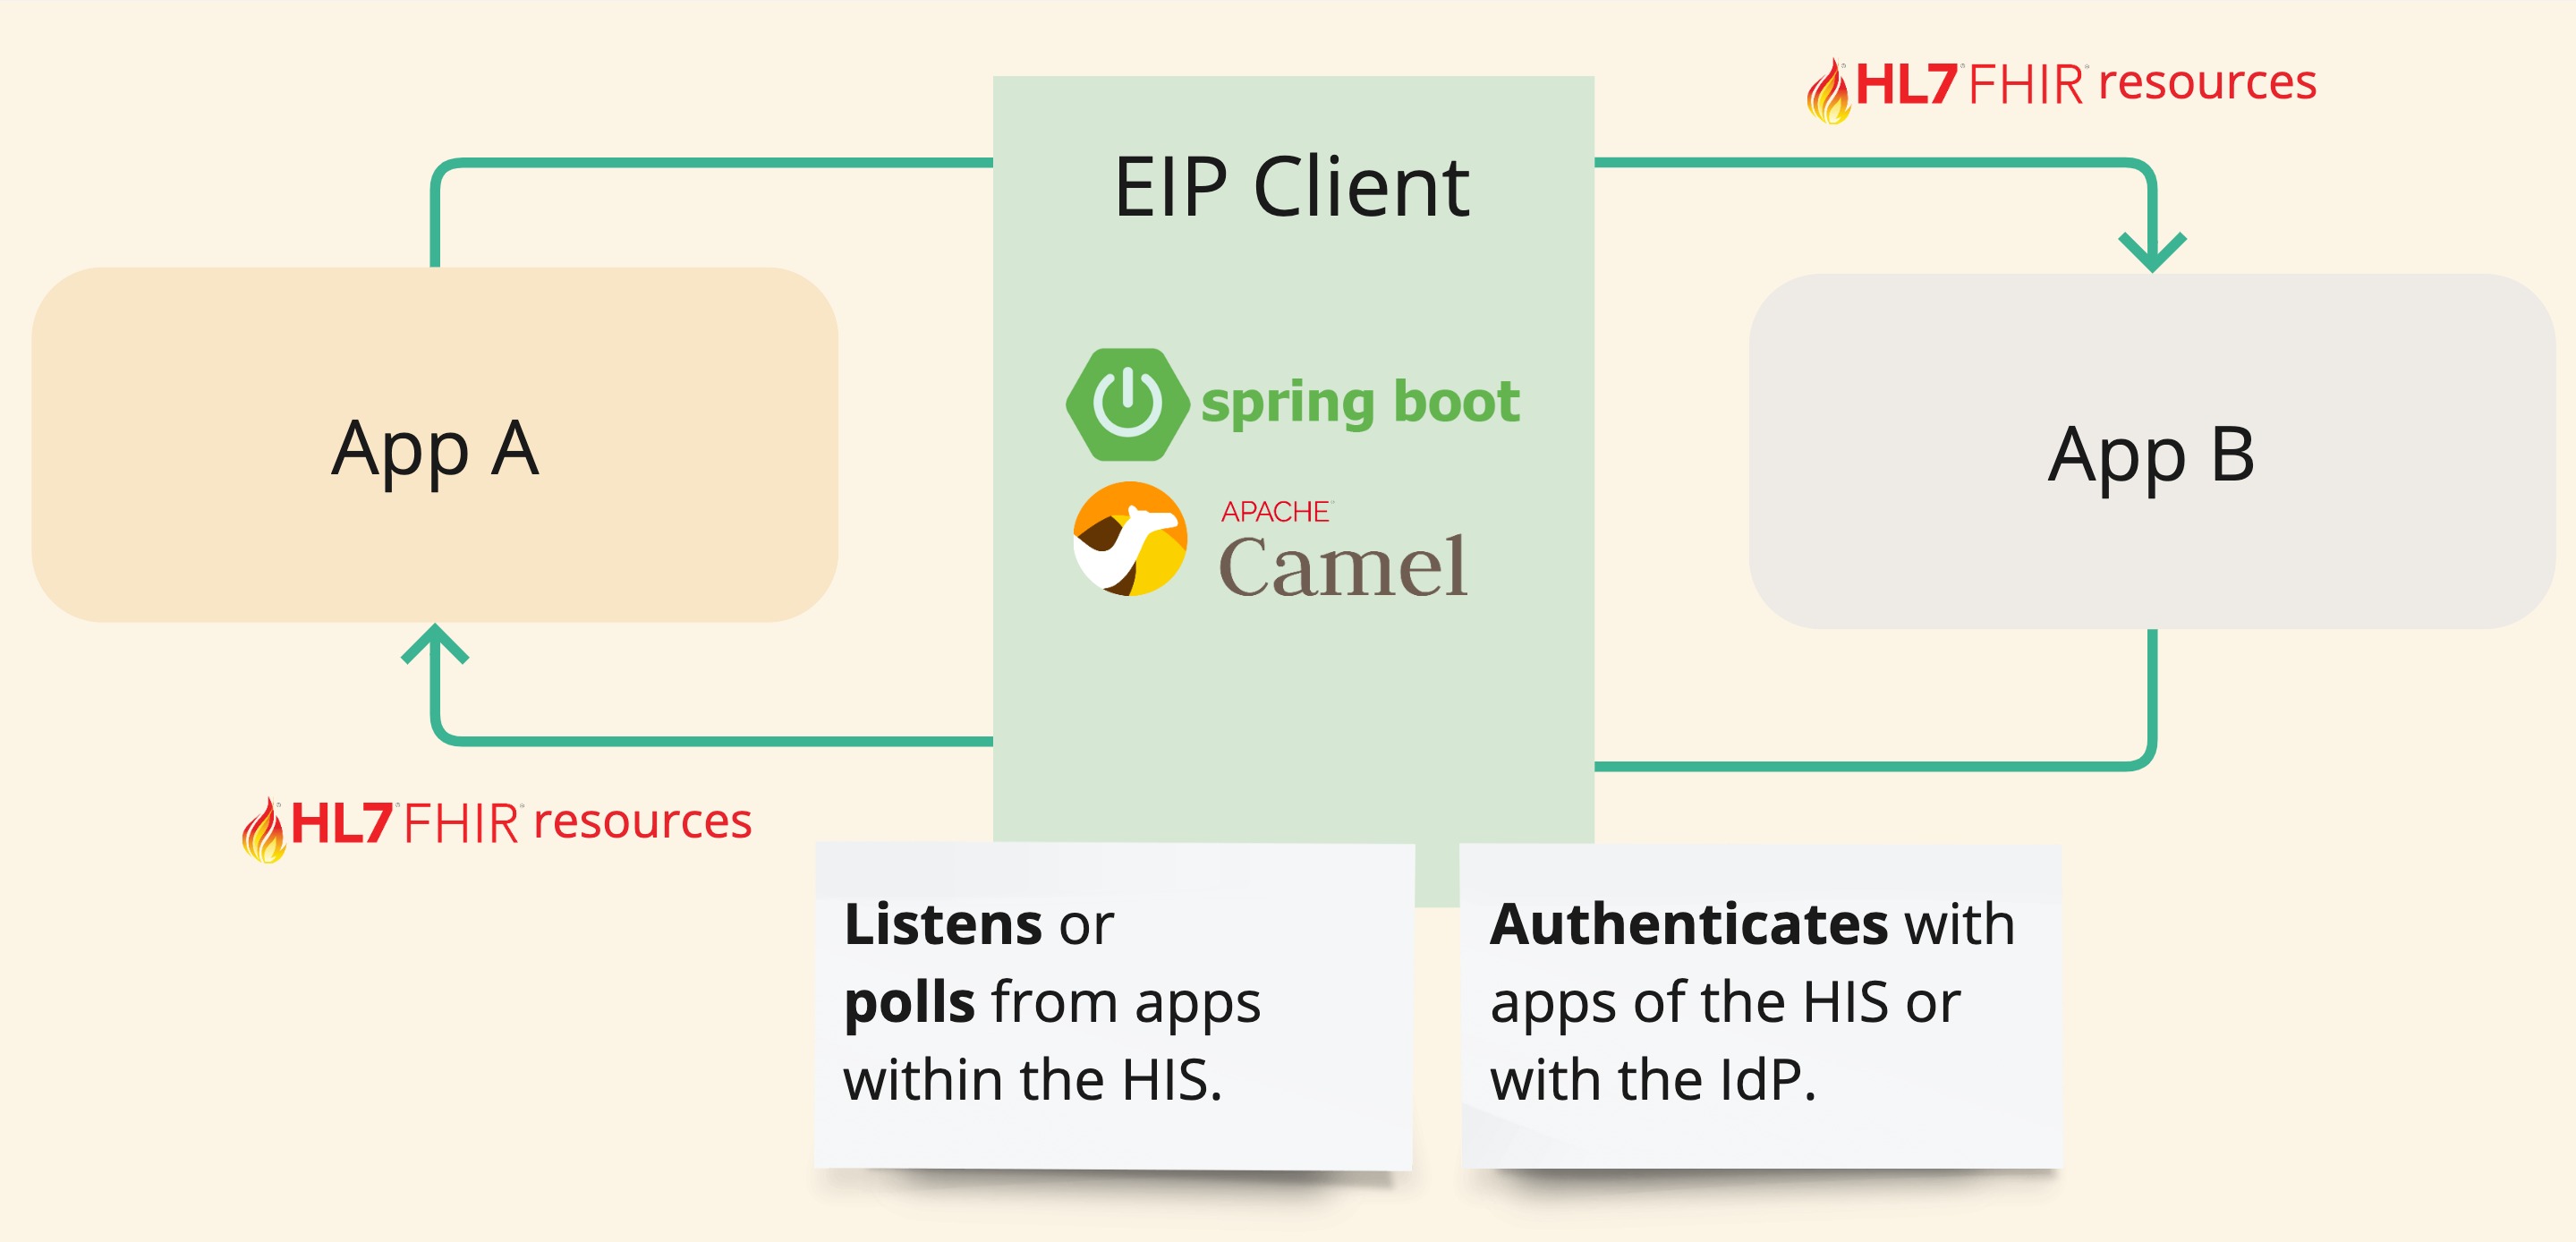 HL7 FHIR resources
EIP Client
spring boot
App A
App B
APACHE
Camel
HL7 FHIR resources
Listens or
polls from apps
within the HIS.
Authenticates with
apps of the HIS or
with the IdP.